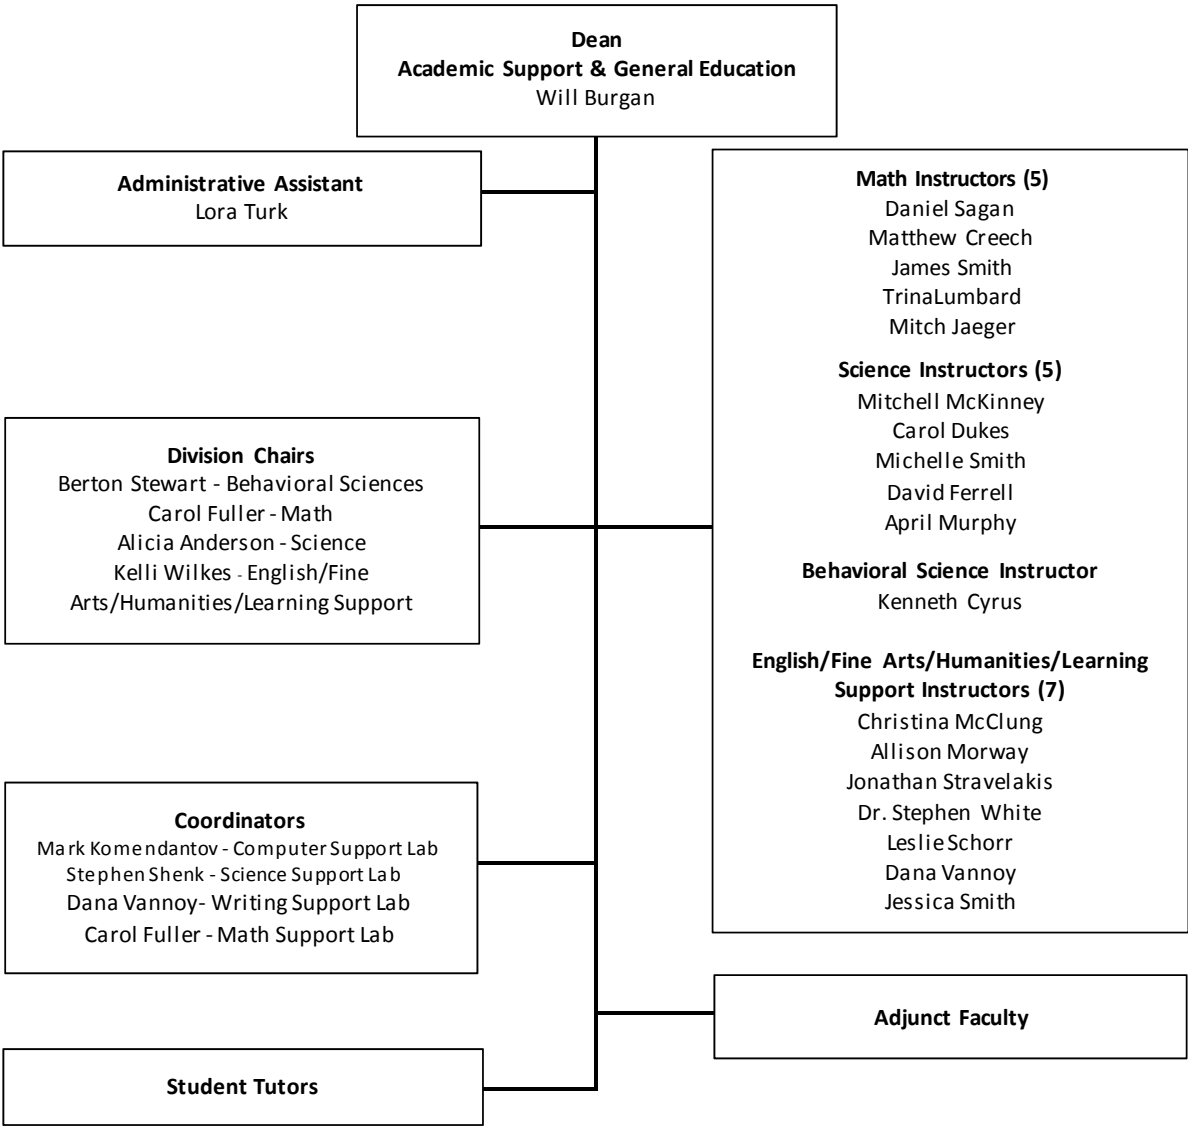 Dean
Academic Support & General Education
Will Burgan
Administrative Assistant
Lora Turk
Math Instructors (5)
Daniel Sagan
Matthew Creech
James Smith
TrinaLumbard
Mitch Jaeger
Science Instructors (5)
Mitchell McKinney
Carol Dukes
Michelle Smith
David Ferrell
April Murphy
Behavioral Science Instructor
Kenneth Cyrus
English/Fine Arts/Humanities/Learning
Support Instructors (7)
Christina McClung
Allison Morway
Jonathan Stravelakis
Dr. Stephen White
Leslie Schorr
Dana Vannoy
Jessica Smith
Division Chairs
Berton Stewart - Behavioral Sciences
Carol Fuller - Math
Alicia Anderson - Science
Kelli Wilkes - English/Fine
Arts/Humanities/Learning Support
Coordinators
Mark Komendantov - Computer Support Lab
Stephen Shenk - Science Support Lab
Dana Vannoy- Writing Support Lab
Carol Fuller - Math Support Lab
Adjunct Faculty
Student Tutors